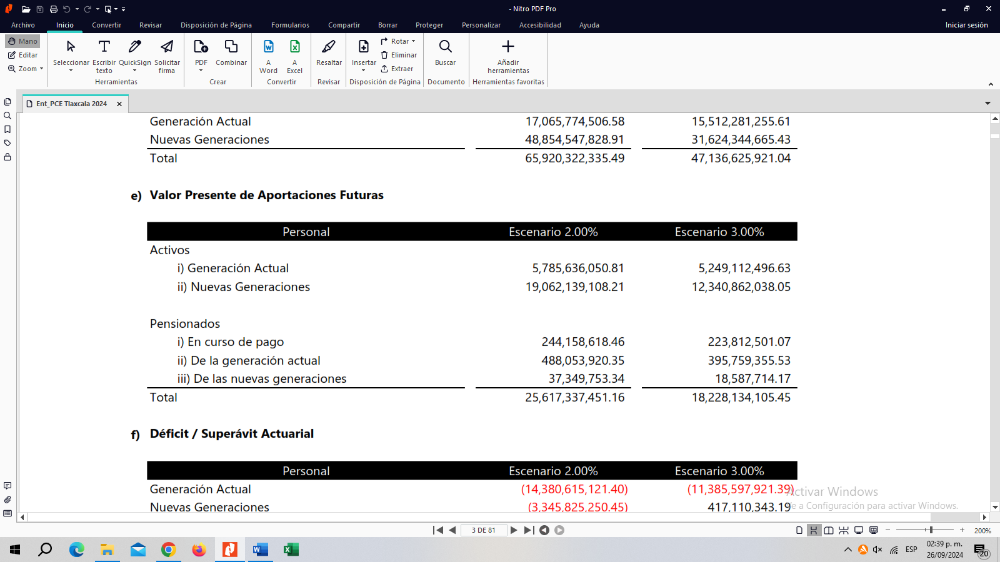 - Nitro PDF Pro
Archivo Inicio Convertir Revisar Disposición de Página Formularios Compartir Borrar Proteger Personalizar Accesibilidad Ayuda Iniciar sesión
Mano
Editar
Zoom
Seleccionar Escribir texto QuickSign Solicitar firma
Herramientas
PDF Combinar
Crear
A Word A Excel
Convertir
Resaltar
Revisar
Insertar Rotar Eliminar Extraer
Disposición de Página
Buscar
Documento
Añadir herramientas
Herramientas favoritas
Ent_PCE Tlaxcala 2024
Generación Actual 17,065,774,506.58 15,512,281,255.61
Nuevas Generaciones 48,854,547,828.91 31,624,344,665.43
Total 65,920,322,335.49 47,136,625,921.04
e) Valor Presente de Aportaciones Futuras
Personal Escenario 2.00% Escenario 3.00%
Activos
i) Generación Actual 5,785,636,050.81 5,249,112,496.63
ii) Nuevas Generaciones 19,062,139,108.21 12,340,862,038.05
Pensionados
i) En curso de pago 244,158,618.46 223,812,501.07
ii) De la generación actual 488,053,920.35 395,759,355.53
iii) De las nuevas generaciones 37,349,753.34 18,587,714.17
Total 25,617,337,451.16 18,228,134,105.45
f) Déficit / Superávit Actuarial
Personal Escenario 2.00% Escenario 3.00%
Generación Actual (14,380,615,121.40) (11,385,597,921.39)
Nuevas Generaciones (3,345,825,250.45) 417,110,343.19
Activar Windows
Ve a Configuración para activar Windows.
3 DE 81
200%
ESP
02:39 p. m.
26/09/2024
20